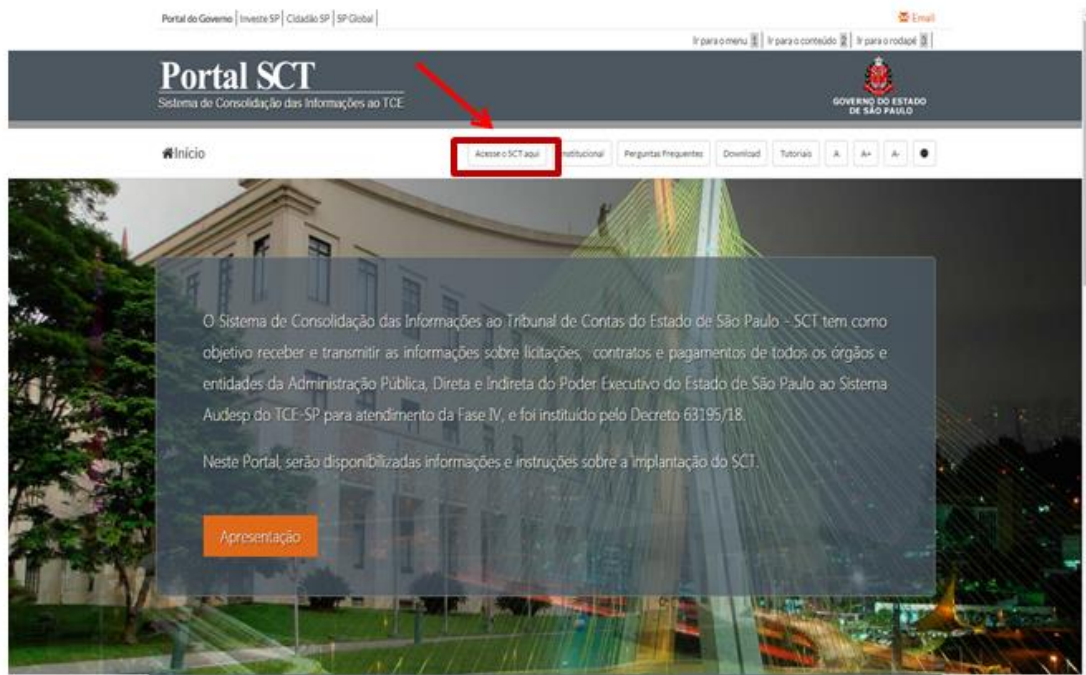 Portal do Governo | Investe SP | Cidadão SP | SP Global |
Email
Ir para o menu 1 | Ir para o conteúdo 2 | Ir para o rodapé 3 |
Portal SCT
Sistema de Consolidação das Informações ao TCE
GOVERNO DO ESTADO
DE SÃO PAULO
Início
Acesse o SCT aqui
Institucional
Perguntas Frequentes
Download
Tutoriais
A
A+
A-
O Sistema de Consolidação das Informações ao Tribunal de Contas do Estado de São Paulo - SCT tem como
objetivo receber e transmitir as informações sobre licitações, contratos e pagamentos de todos os órgãos e
entidades da Administração Pública, Direta e Indireta do Poder Executivo do Estado de São Paulo ao Sistema
Audesp do TCE-SP para atendimento da Fase IV, e foi instituído pelo Decreto 63195/18.
Neste Portal, serão disponibilizadas informações e instruções sobre a implantação do SCT.
Apresentação